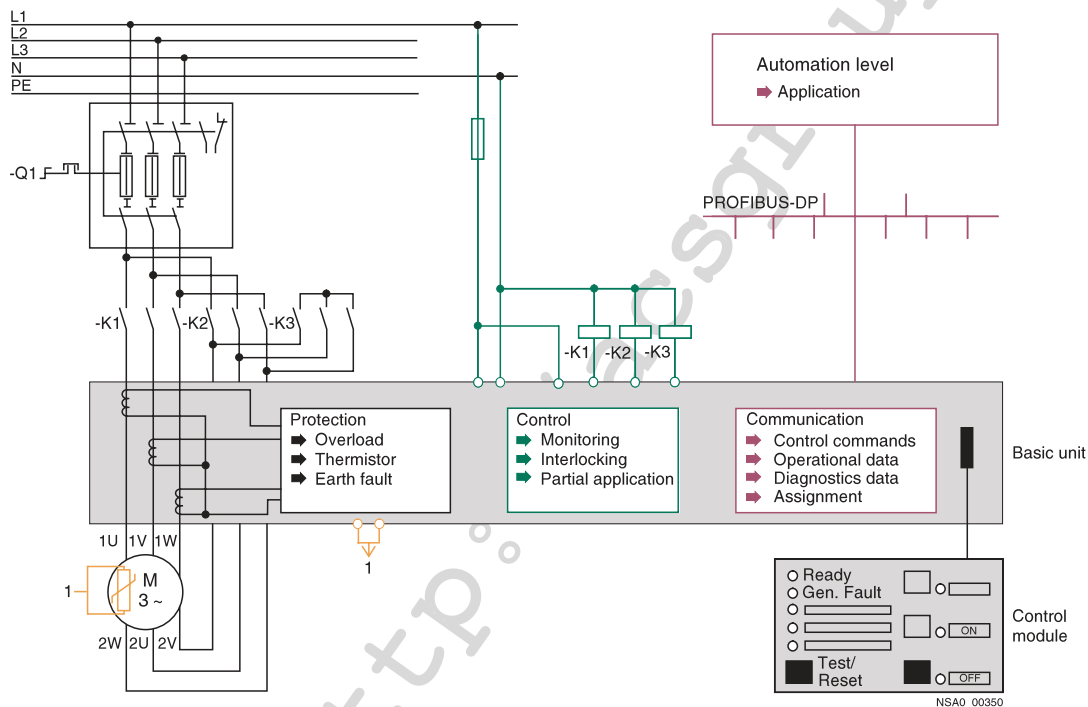 L1
L2
L3
N
PE
Automation level
Application
-Q1
PROFIBUS-DP
-K1
-K2
-K3
-K1
-K2
-K3
Protection
Overload
Thermistor
Earth fault
Control
Monitoring
Interlocking
Partial application
Communication
Control commands
Operational data
Diagnostics data
Assignment
Basic unit
1U 1V 1W
1
M
3 ~
1
2W 2U 2V
Ready
Gen. Fault
ON
Test/
Reset
OFF
Control
module
NSA0 00350